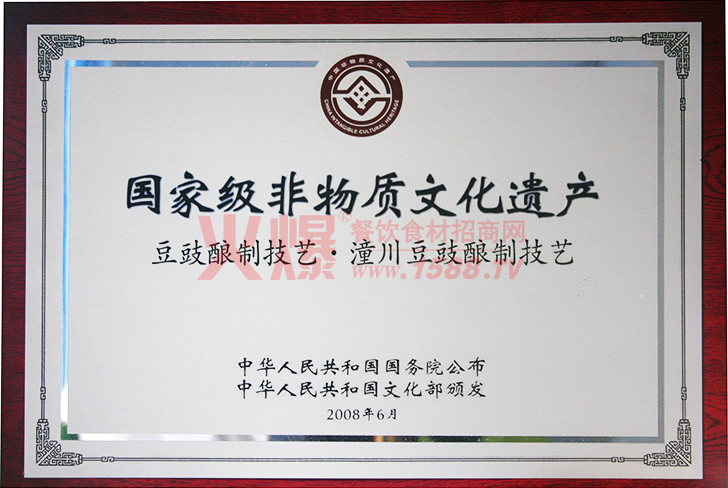 中国非物质文化遗产
CHINA INTANGIBLE CULTURAL HERITAGE
国家级非物质文化遗产
火爆®餐饮食材招商网
www.1588.TV
豆豉酿制技艺·潼川豆豉酿制技艺
中华人民共和国国务院公布
中华人民共和国文化部颁发
2008年6月